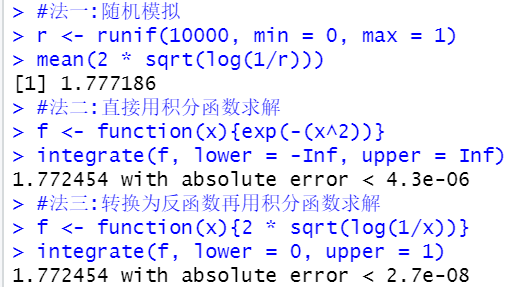 > #法一:随机模拟
> r <- runif(10000, min = 0, max = 1)
> mean(2 * sqrt(log(1/r)))
[1] 1.777186
> #法二:直接用积分函数求解
> f <- function(x){exp(-(x^2))}
> integrate(f, lower = -Inf, upper = Inf)
1.772454 with absolute error < 4.3e-06
> #法三:转换为反函数再用积分函数求解
> f <- function(x){2 * sqrt(log(1/x))}
> integrate(f, lower = 0, upper = 1)
1.772454 with absolute error < 2.7e-08